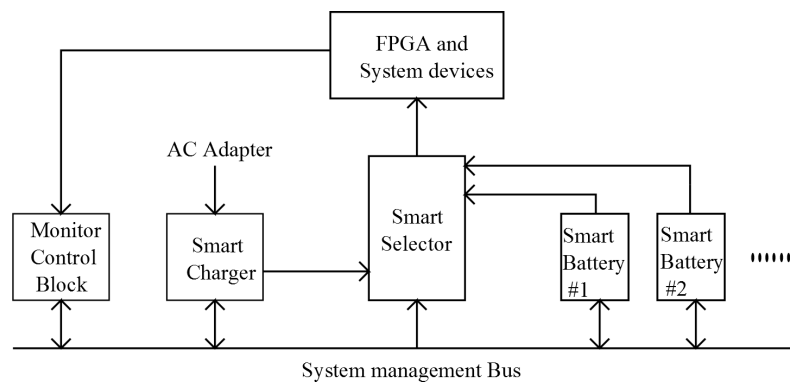 FPGA and
System devices
AC Adapter
Monitor
Control
Block
Smart
Charger
Smart
Selector
Smart
Battery
#1
Smart
Battery
#2
System management Bus